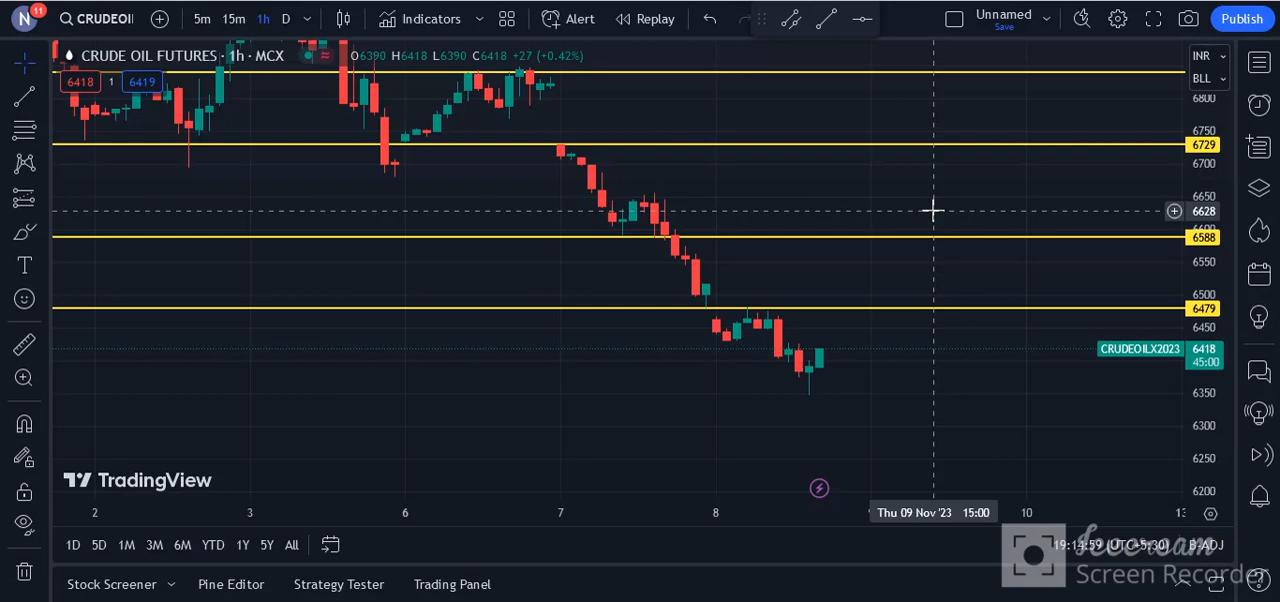 N 11 CRUDEOI 5m 15m 1h D Indicators Alert Replay Unnamed Save Publish
CRUDE OIL FUTURES · 1h · MCX O6390 H6418 L6390 C6418 +27 (+0.42%) INR
6418 1 6419 BLL
6800
6750
6729
6700
6650
6628
6588
6550
6500
6479
6450
CRUDEOILX2023 6418
45:00
6350
6300
6250
TradingView
6200
2 3 6 7 8 Thu 09 Nov '23 15:00 10 13
1D 5D 1M 3M 6M YTD 1Y 5Y All 19:14:59 (UTC+5:30) B-ADJ
Screen Recorder
Stock Screener Pine Editor Strategy Tester Trading Panel